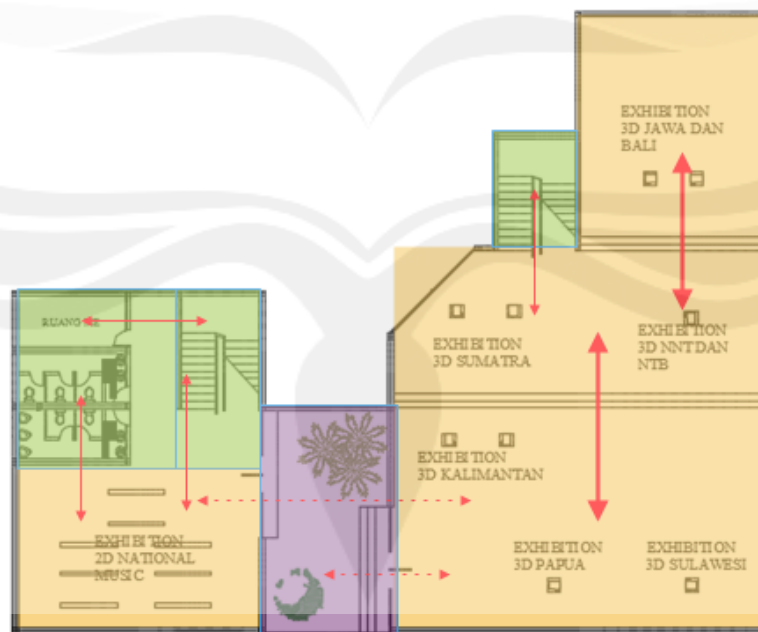 EXHIBITION
3D JAWA DAN
BALI
EXHIBITION
3D SUMATRA
EXHIBITION
3D NNT DAN
NTB
EXHIBITION
3D KALIMANTAN
EXHIBITION
3D PAPUA
EXHIBITION
3D SULAWESI
RUANG
EXHIBITION
2D NATIONAL
MUSIC